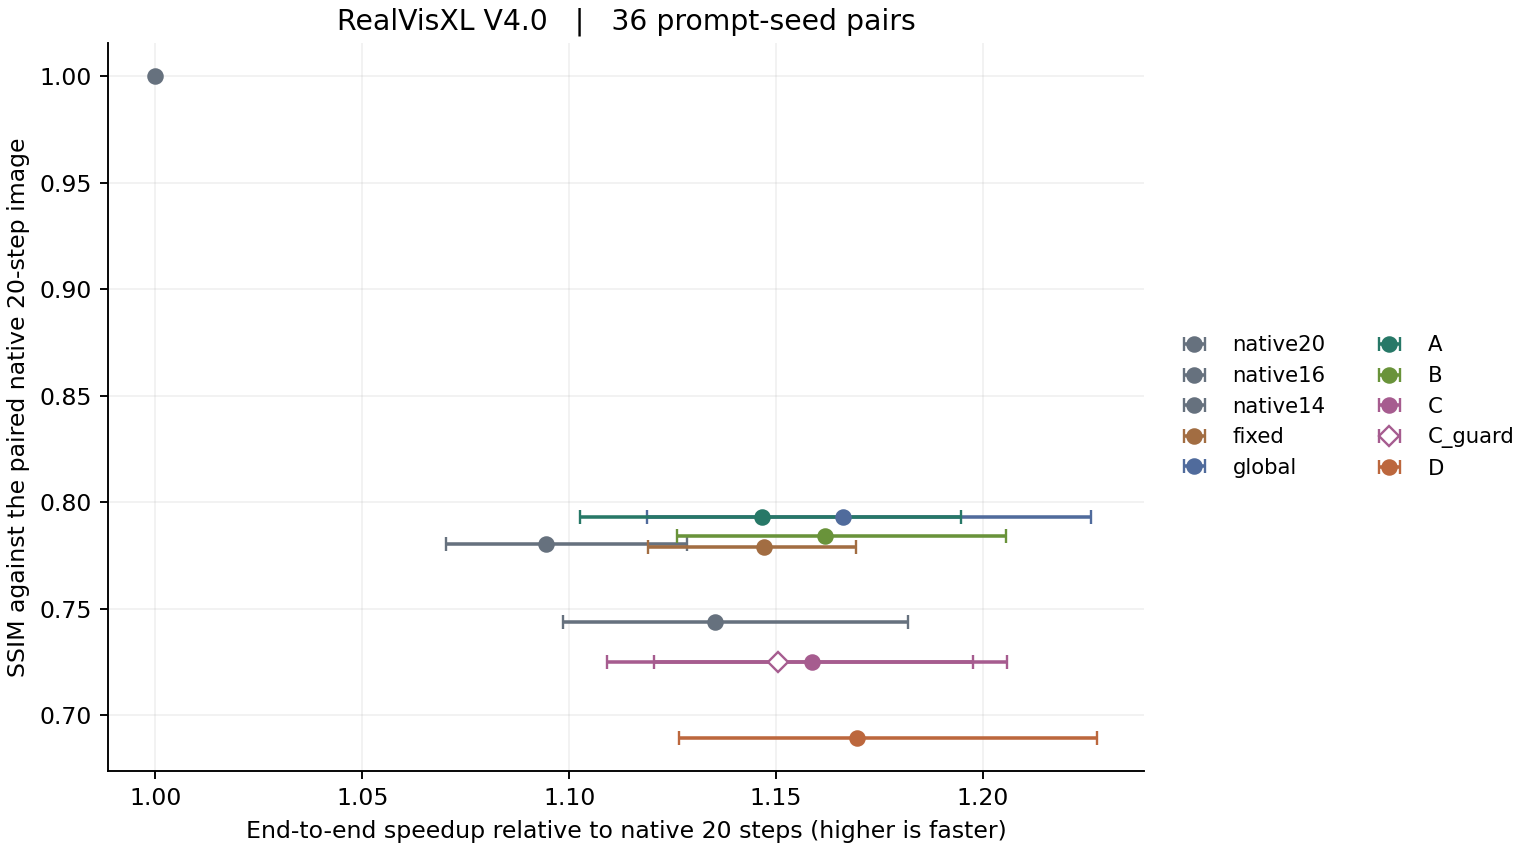 RealVisXL V4.0 | 36 prompt-seed pairs
SSIM against the paired native 20-step image
1.00
0.95
0.90
0.85
0.80
0.75
0.70
1.00 1.05 1.10 1.15 1.20
End-to-end speedup relative to native 20 steps (higher is faster)
native20
native16
native14
fixed
global
A
B
C
C_guard
D